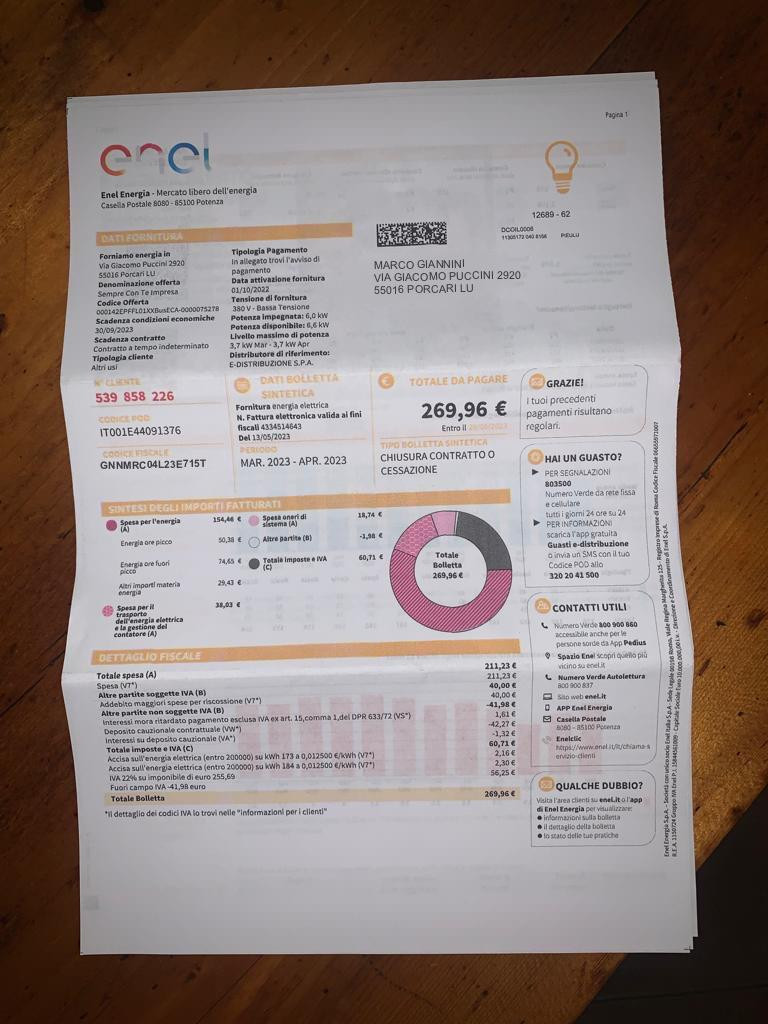 Pagina 1
enel
Enel Energia - Mercato libero dell'energia
Casella Postale 8080 - 85100 Potenza
12689 - 62
DCOIL0006
11305172 040 8156 PIEULU
MARCO GIANNINI
VIA GIACOMO PUCCINI 2920
55016 PORCARI LU
DATI FORNITURA
Forniamo energia in
Via Giacomo Puccini 2920
55016 Porcari LU
Denominazione offerta
Sempre Con Te Impresa
Codice Offerta
000142EPFFL01XXBusECA-0000075278
Scadenza condizioni economiche
30/09/2023
Scadenza contratto
Contratto a tempo indeterminato
Tipologia cliente
Altri usi
Tipologia Pagamento
In allegato trovi l'avviso di
pagamento
Data attivazione fornitura
01/10/2022
Tensione di fornitura
380 V - Bassa Tensione
Potenza impegnata: 6,0 kW
Potenza disponibile: 6,6 kW
Livello massimo di potenza
3,7 kW Mar - 3,7 kW Apr
Distributore di riferimento:
E-DISTRIBUZIONE S.P.A.
N° CLIENTE
539 858 226
CODICE POD
IT001E44091376
CODICE FISCALE
GNNMRC04L23E715T
DATI BOLLETTA
SINTETICA
Fornitura energia elettrica
N. Fattura elettronica valida ai fini
fiscali 4334514643
Del 13/05/2023
PERIODO
MAR. 2023 - APR. 2023
TOTALE DA PAGARE
269,96 €
Entro il
TIPO BOLLETTA SINTETICA
CHIUSURA CONTRATTO O
CESSAZIONE
GRAZIE!
I tuoi precedenti
pagamenti risultano
regolari.
SINTESI DEGLI IMPORTI FATTURATI
Spesa per l'energia
(A) 154,46 €
Energia ore picco 50,38 €
Energia ore fuori
picco 74,65 €
Altri importi materia
energia 29,43 €
Spesa per il
trasporto
dell'energia elettrica
e la gestione del
contatore (A) 38,03 €
Spesa oneri di
sistema (A) 18,74 €
Altre partite (B) -1,98 €
Totale imposte e IVA
(C) 60,71 €
Totale
Bolletta
269,96 €
HAI UN GUASTO?
PER SEGNALAZIONI
803500
Numero Verde da rete fissa
e cellulare
tutti i giorni 24 ore su 24
PER INFORMAZIONI
scarica l'app gratuita
Guasti e-distribuzione
o invia un SMS con il tuo
Codice POD allo
320 20 41 500
DETTAGLIO FISCALE
Totale spesa (A) 211,23 €
Spesa (V7*) 211,23 €
Altre partite soggette IVA (B) 40,00 €
Addebito maggiori spese per riscossione (V7*) 40,00 €
Altre partite non soggette IVA (B) -41,98 €
Interessi mora ritardato pagamento esclusa IVA ex art. 15,comma 1,del DPR 633/72 (VS*) 1,61 €
Deposito cauzionale contrattuale (VW*) -42,27 €
Interessi su deposito cauzionale (VA*) -1,32 €
Totale imposte e IVA (C) 60,71 €
Accisa sull'energia elettrica (entro 200000) su kWh 173 a 0,012500 €/kWh (V7*) 2,16 €
Accisa sull'energia elettrica (entro 200000) su kWh 184 a 0,012500 €/kWh (V7*) 2,30 €
IVA 22% su imponibile di euro 255,69 56,25 €
Fuori campo IVA -41,98 euro
Totale Bolletta 269,96 €
*Il dettaglio dei codici IVA lo trovi nelle "informazioni per i clienti"
CONTATTI UTILI
Numero Verde 800 900 860
accessibile anche per le
persone sorde da App Pedius
Spazio Enel scopri quello più
vicino su enel.it
Numero Verde Autolettura
800 900 837
Sito web enel.it
APP Enel Energia
Casella Postale
8080 - 85100 Potenza
Enelclic
https://www.enel.it/it/chiama-s
ervizio-clienti
QUALCHE DUBBIO?
Visita l'area clienti su enel.it o l'app
di Enel Energia per visualizzare:
informazioni sulla bolletta
il dettaglio della bolletta
lo stato delle tue pratiche
Enel Energia S.p.A. - Società con unico socio Enel Italia S.p.A - Sede Legale 00198 Roma, Viale Regina Margherita 125 - Registro Imprese di Roma Codice Fiscale 06655971007
R.E.A. 1150724 Gruppo IVA Enel P.I. 15844561009 - Capitale Sociale Euro 10.000.000,00 i.v. - Direzione e Coordinamento di Enel S.p.A.